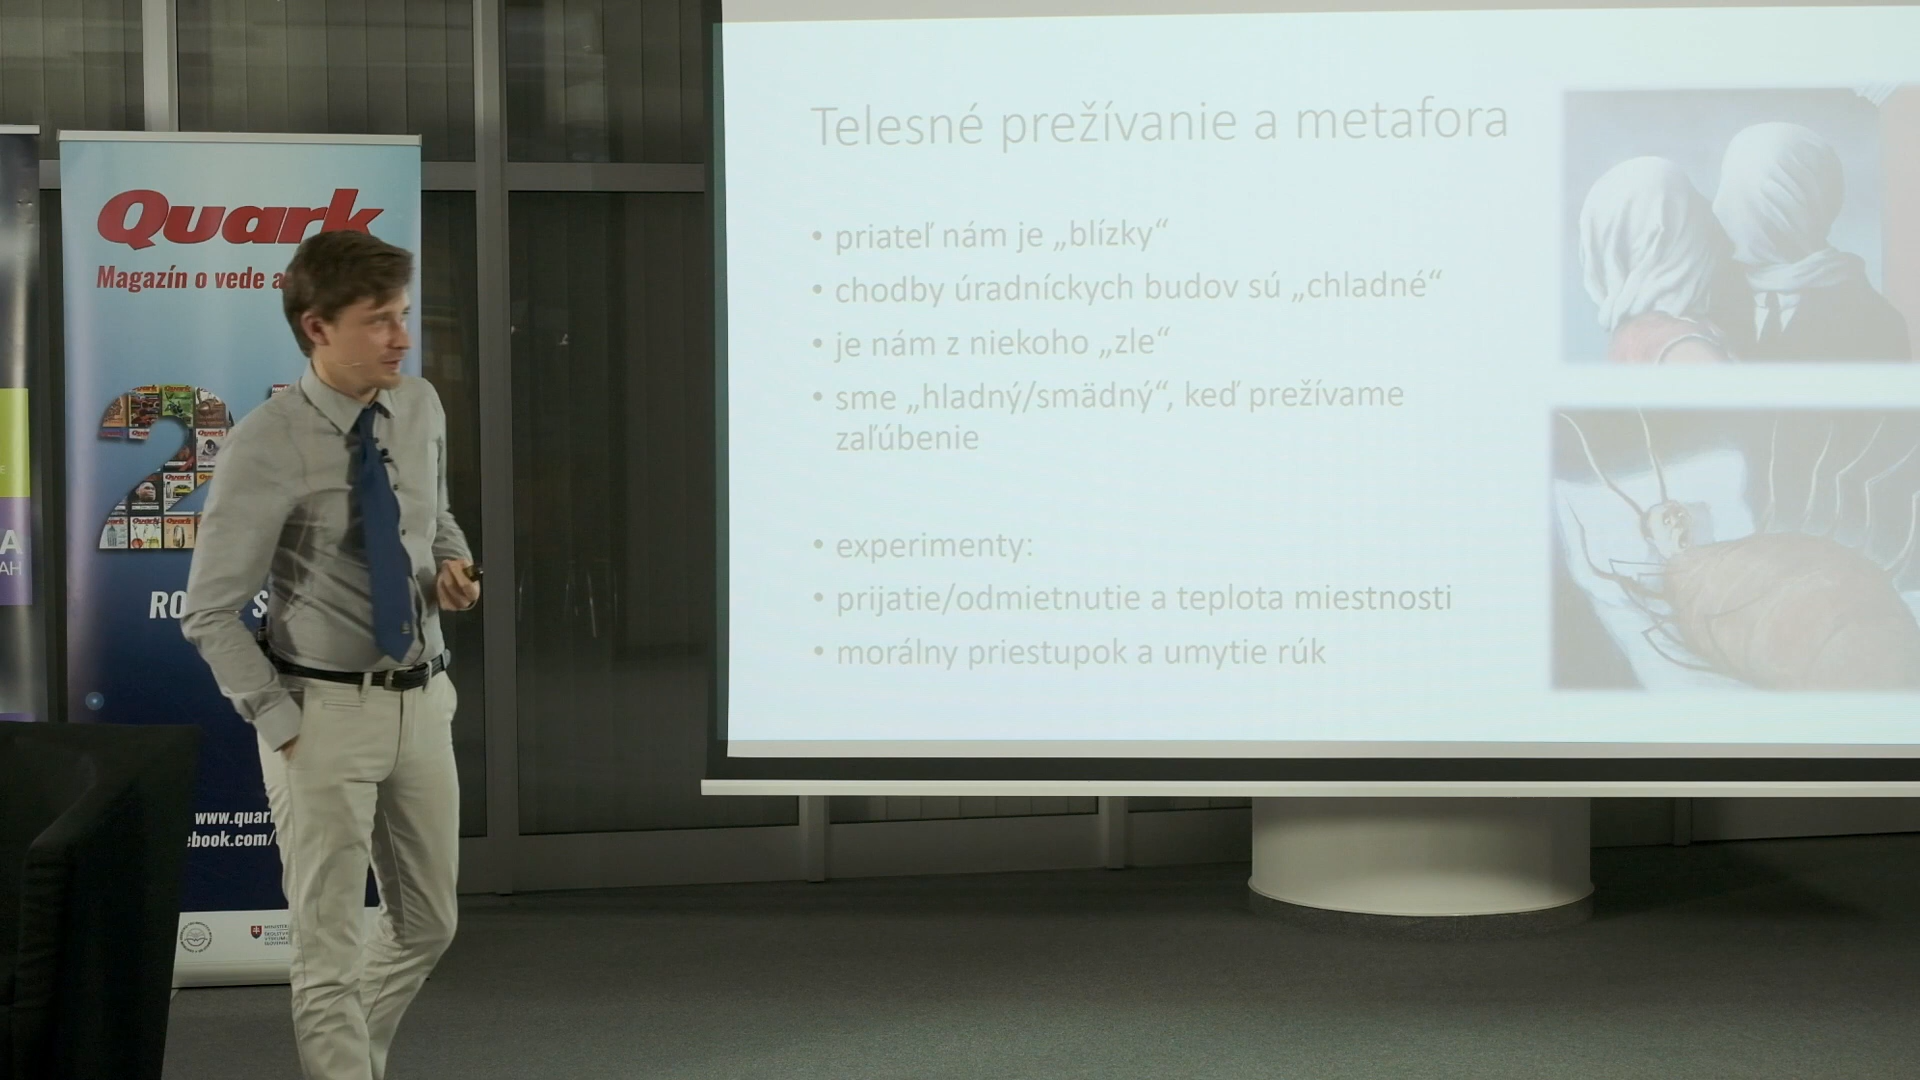 Quark
Magazín o vede a
RO
S
www.quar
ebook.com/
A
AH
Telesné prežívanie a metafora
• priateľ nám je „blízky“
• chodby úradníckych budov sú „chladné“
• je nám z niekoho „zle“
• sme „hladný/smädný“, keď prežívame
zaľúbenie
• experimenty:
• prijatie/odmietnutie a teplota miestnosti
• morálny priestupok a umytie rúk